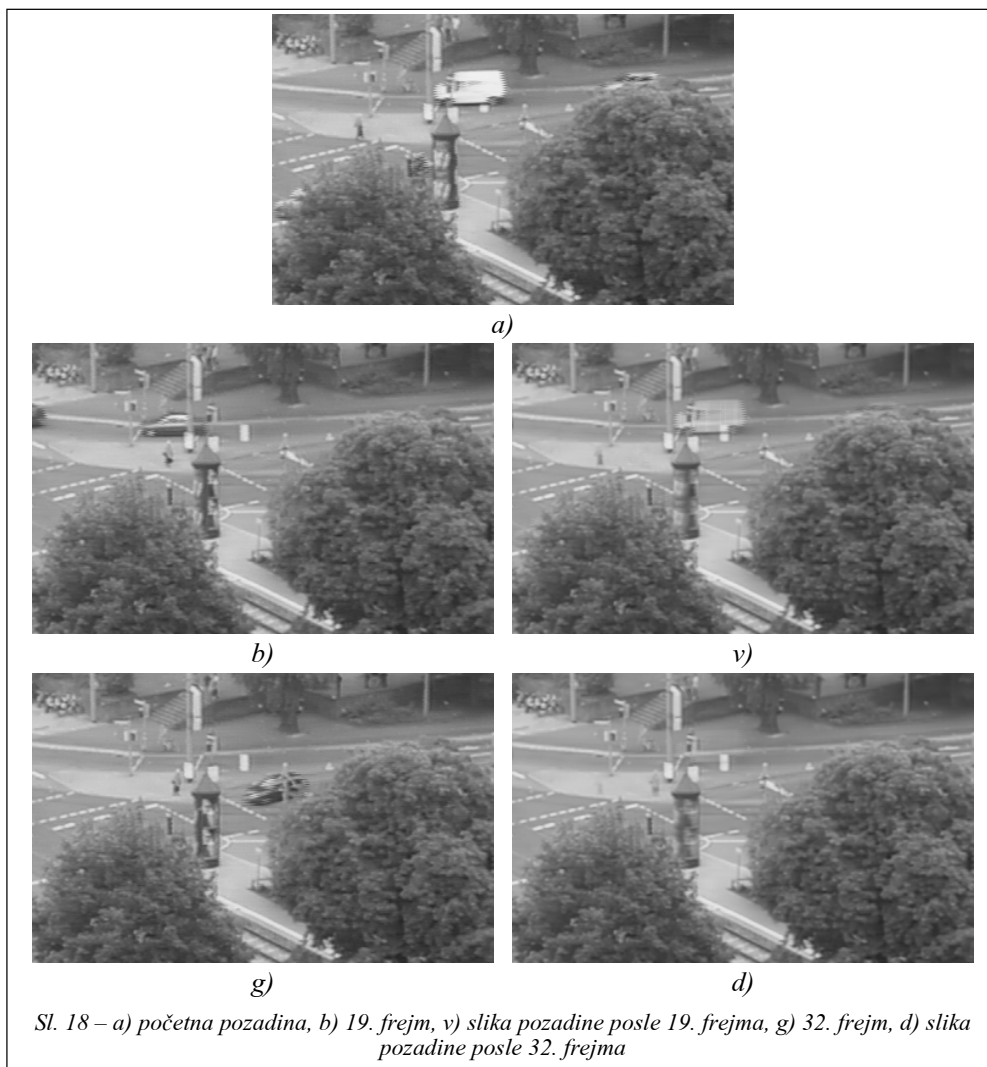 a)
b)
v)
g)
d)
Sl. 18 – a) početna pozadina, b) 19. frejm, v) slika pozadine posle 19. frejma, g) 32. frejm, d) slika
pozadine posle 32. frejma